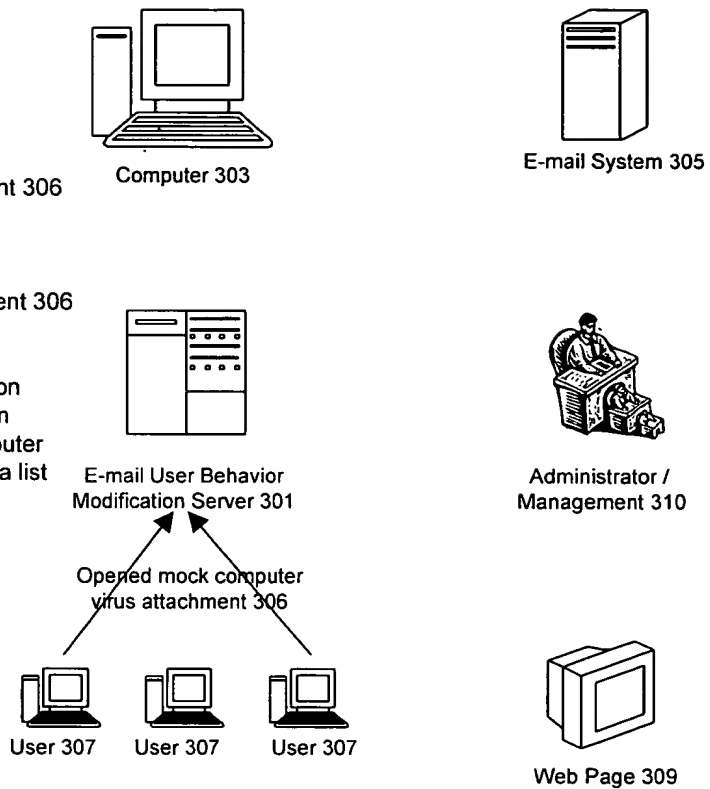 Computer 303
E-mail System 305
nt 306
ent 306
on
n
outer
a list
E-mail User Behavior
Modification Server 301
Administrator /
Management 310
Opened mock computer
virus attachment 306
User 307
User 307
User 307
Web Page 309